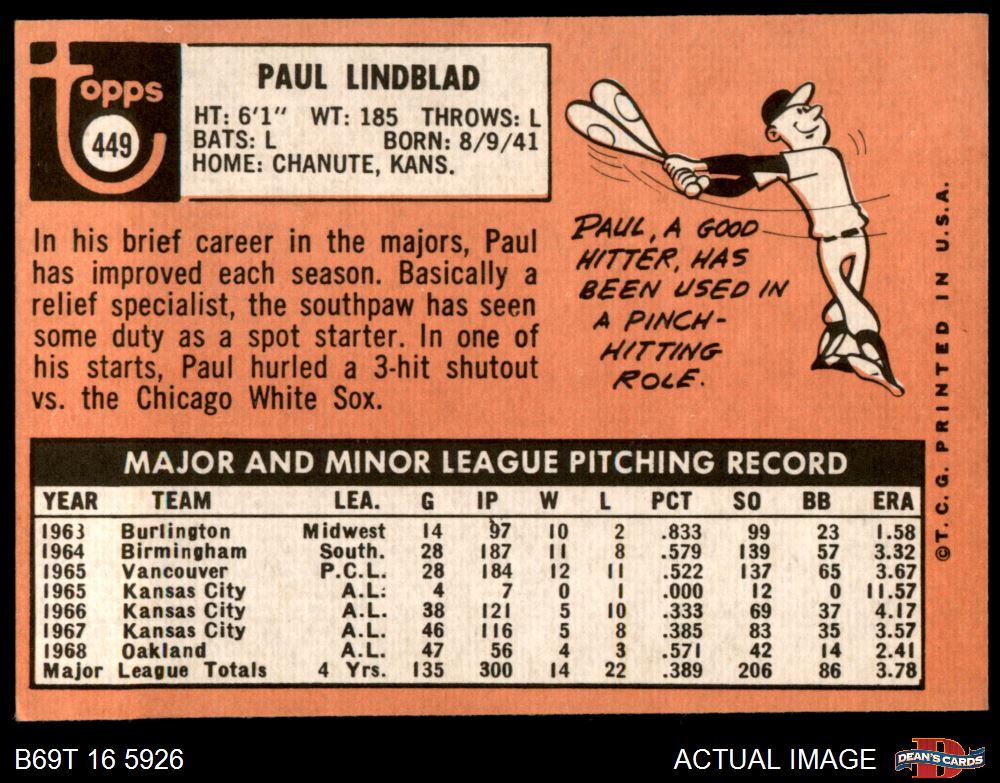 Topps
449
PAUL LINDBLAD
HT: 6'1" WT: 185 THROWS: L
BATS: L BORN: 8/9/41
HOME: CHANUTE, KANS.
In his brief career in the majors, Paul
has improved each season. Basically a
relief specialist, the southpaw has seen
some duty as a spot starter. In one of
his starts, Paul hurled a 3-hit shutout
vs. the Chicago White Sox.
PAUL, A GOOD
HITTER, HAS
BEEN USED IN
A PINCH-
HITTING
ROLE.
©T.C.G. PRINTED IN U.S.A.
MAJOR AND MINOR LEAGUE PITCHING RECORD
YEAR TEAM LEA. G IP W L PCT SO BB ERA
1963 Burlington Midwest 14 97 10 2 .833 99 23 1.58
1964 Birmingham South. 28 187 11 8 .579 139 57 3.32
1965 Vancouver P.C.L. 28 184 12 11 .522 137 65 3.67
1965 Kansas City A.L. 4 7 0 1 .000 12 0 11.57
1966 Kansas City A.L. 38 121 5 10 .333 69 37 4.17
1967 Kansas City A.L. 46 116 5 8 .385 83 35 3.57
1968 Oakland A.L. 47 56 4 3 .571 42 14 2.41
Major League Totals 4 Yrs. 135 300 14 22 .389 206 86 3.78
B69T 16 5926
ACTUAL IMAGE
D
DEAN'S CARDS